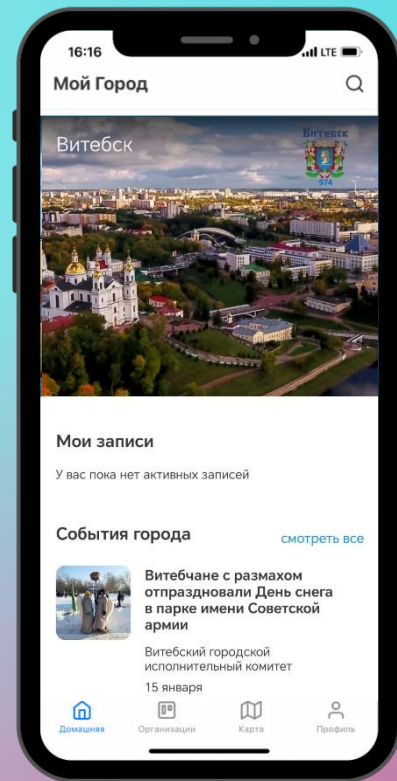 16:16
LTE
Мой Город
Витебск
Витебск
974
Мои записи
У вас пока нет активных записей
События города
смотреть все
Витебчане с размахом
отпраздновали День снега
в парке имени Советской
армии
Витебский городской
исполнительный комитет
15 января
Домашняя
Организации
Карта
Профиль